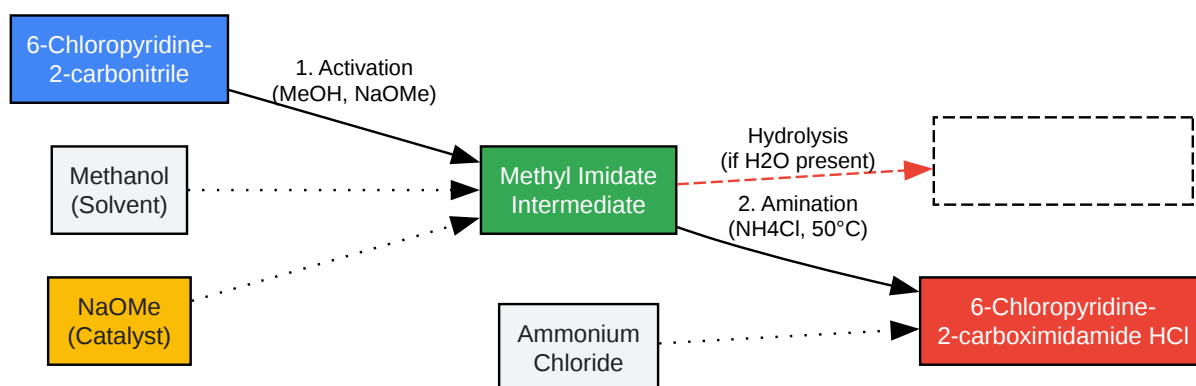 6-Chloropyridine-
2-carbonitrile
1. Activation
(MeOH, NaOMe)
Methanol
(Solvent)
Methyl Imidate
Intermediate
Hydrolysis
(if H2O present)
2. Amination
(NH4Cl, 50°C)
NaOMe
(Catalyst)
Ammonium
Chloride
6-Chloropyridine-
2-carboximidamide HCl